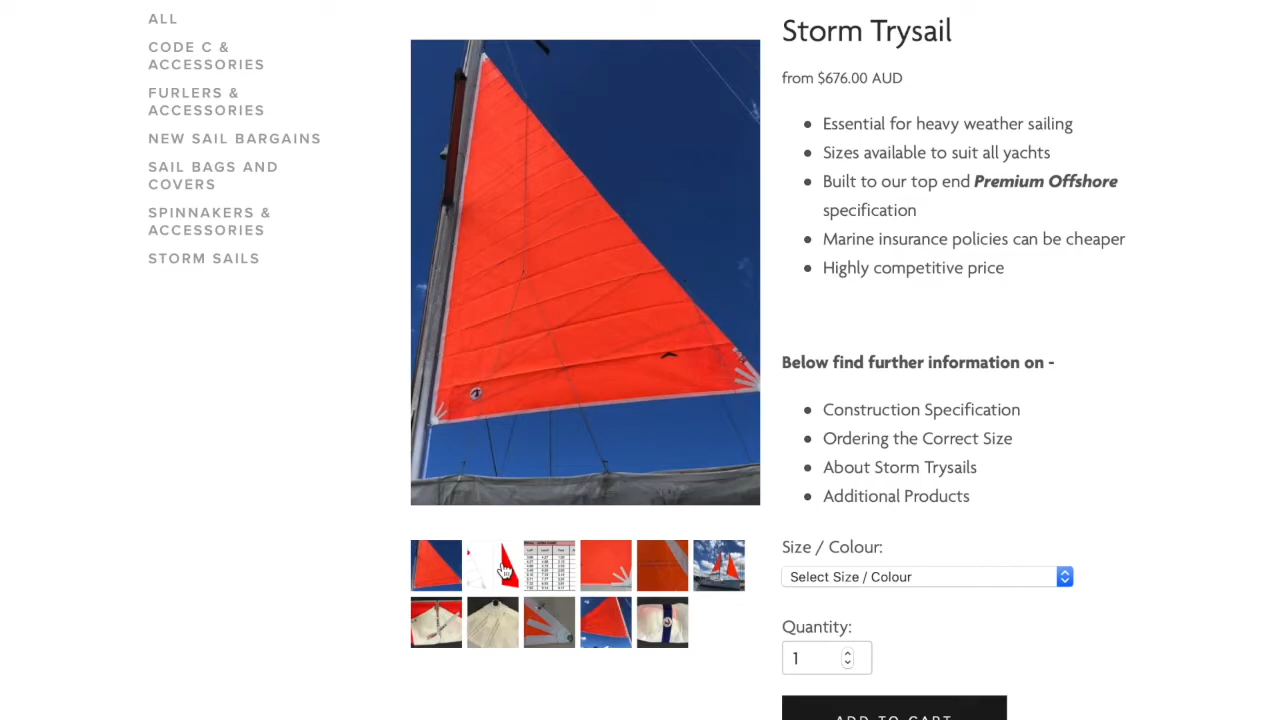 ALL
CODE C &
ACCESSORIES
FURLERS &
ACCESSORIES
NEW SAIL BARGAINS
SAIL BAGS AND
COVERS
SPINNAKERS &
ACCESSORIES
STORM SAILS
Storm Trysail
from $676.00 AUD
Essential for heavy weather sailing
Sizes available to suit all yachts
Built to our top end Premium Offshore
specification
Marine insurance policies can be cheaper
Highly competitive price
Below find further information on -
Construction Specification
Ordering the Correct Size
About Storm Trysails
Additional Products
Size / Colour:
Select Size / Colour
Quantity:
1
ADD TO CART